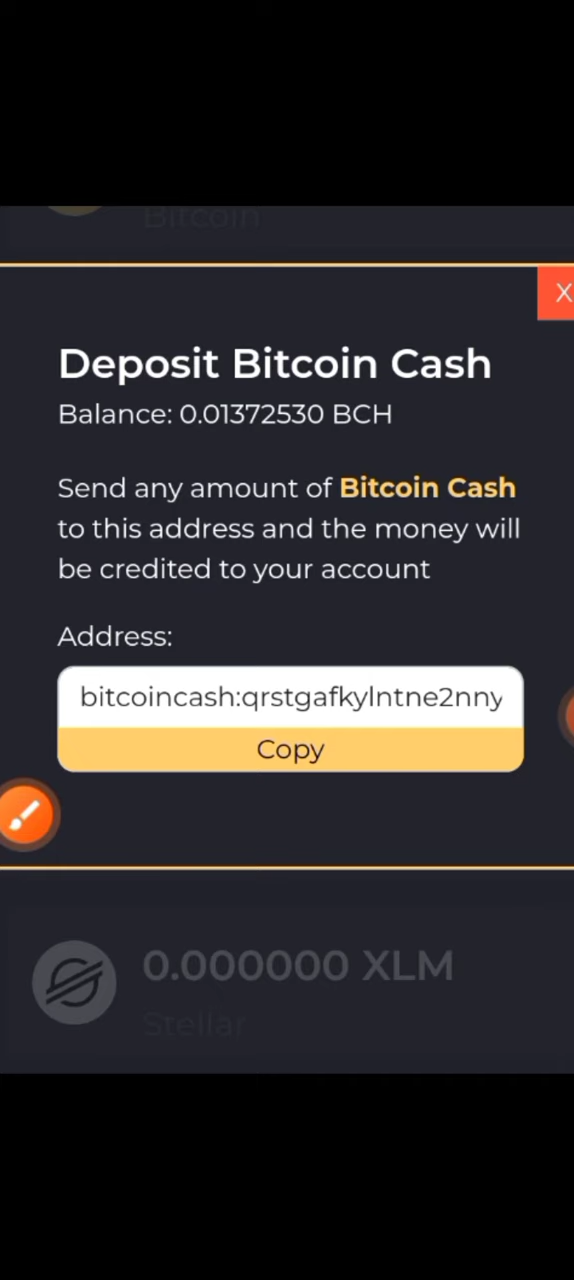 Bitcoin
X
Deposit Bitcoin Cash
Balance: 0.01372530 BCH
Send any amount of Bitcoin Cash
to this address and the money will
be credited to your account
Address:
bitcoincash:qrstgafkylntne2nny
Copy
0.000000 XLM
Stellar